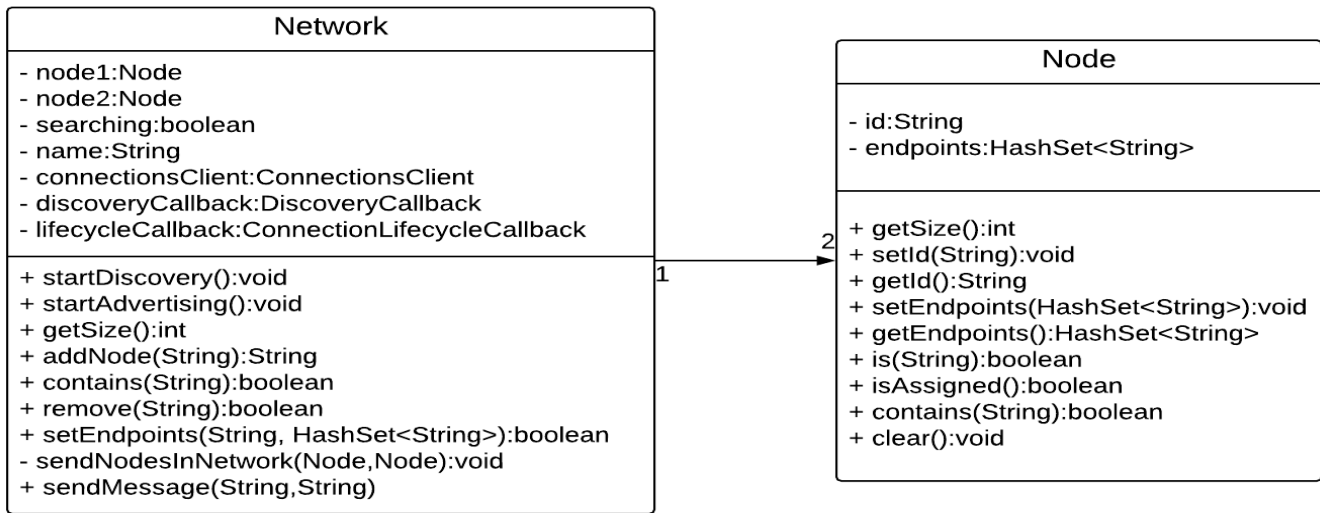 Network
- node1:Node
- node2:Node
- searching:boolean
- name:String
- connectionsClient:ConnectionsClient
- discoveryCallback:DiscoveryCallback
- lifecycleCallback:ConnectionLifecycleCallback
+ startDiscovery():void
+ startAdvertising():void
+ getSize():int
+ addNode(String):String
+ contains(String):boolean
+ remove(String):boolean
+ setEndpoints(String, HashSet<String>):boolean
- sendNodesInNetwork(Node,Node):void
+ sendMessage(String,String)
1
2
Node
- id:String
- endpoints:HashSet<String>
+ getSize():int
+ setId(String):void
+ getId():String
+ setEndpoints(HashSet<String>):void
+ getEndpoints():HashSet<String>
+ is(String):boolean
+ isAssigned():boolean
+ contains(String):boolean
+ clear():void